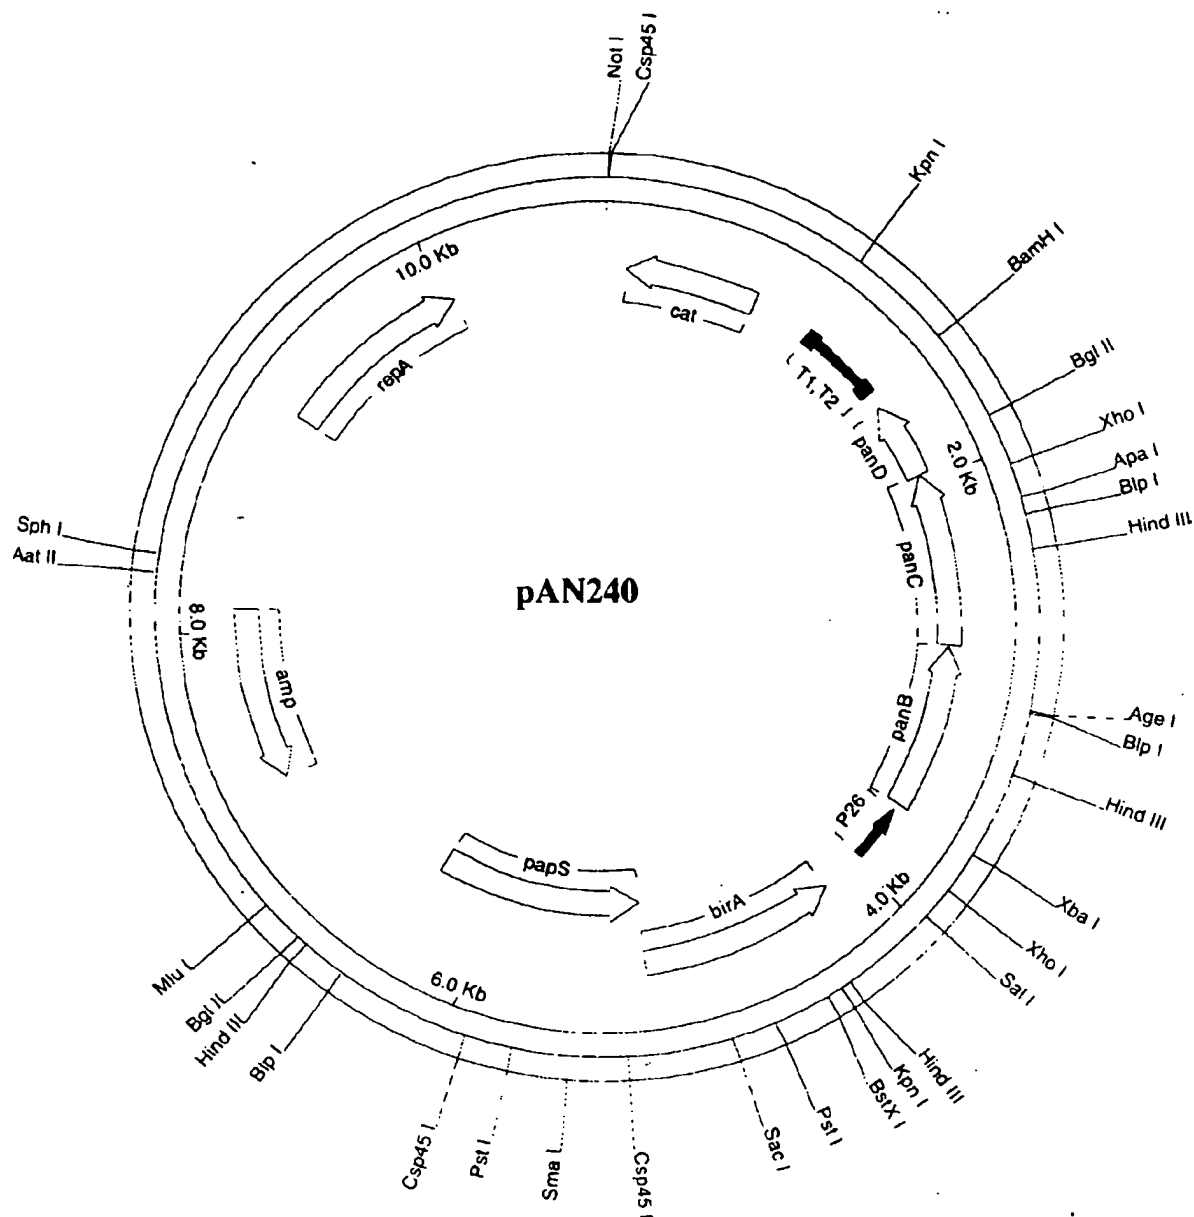 Not I
Csp45 I
Kpn I
BamH I
Bgl II
Xho I
Apa I
Blp I
Hind III
Age I
Blp I
Hind III
Xba I
Xho I
Sal I
Hind III
Kpn I
BstX I
Pst I
Sac I
Csp45 I
Sma I
Pst I
Csp45 I
Blp I
Hind III
Bgl II
Mlu I
Aat II
Sph I
10.0 Kb
2.0 Kb
4.0 Kb
6.0 Kb
8.0 Kb
cat
T1, T2
panD
panC
panB
P26
birA
papS
amp
repA
pAN240